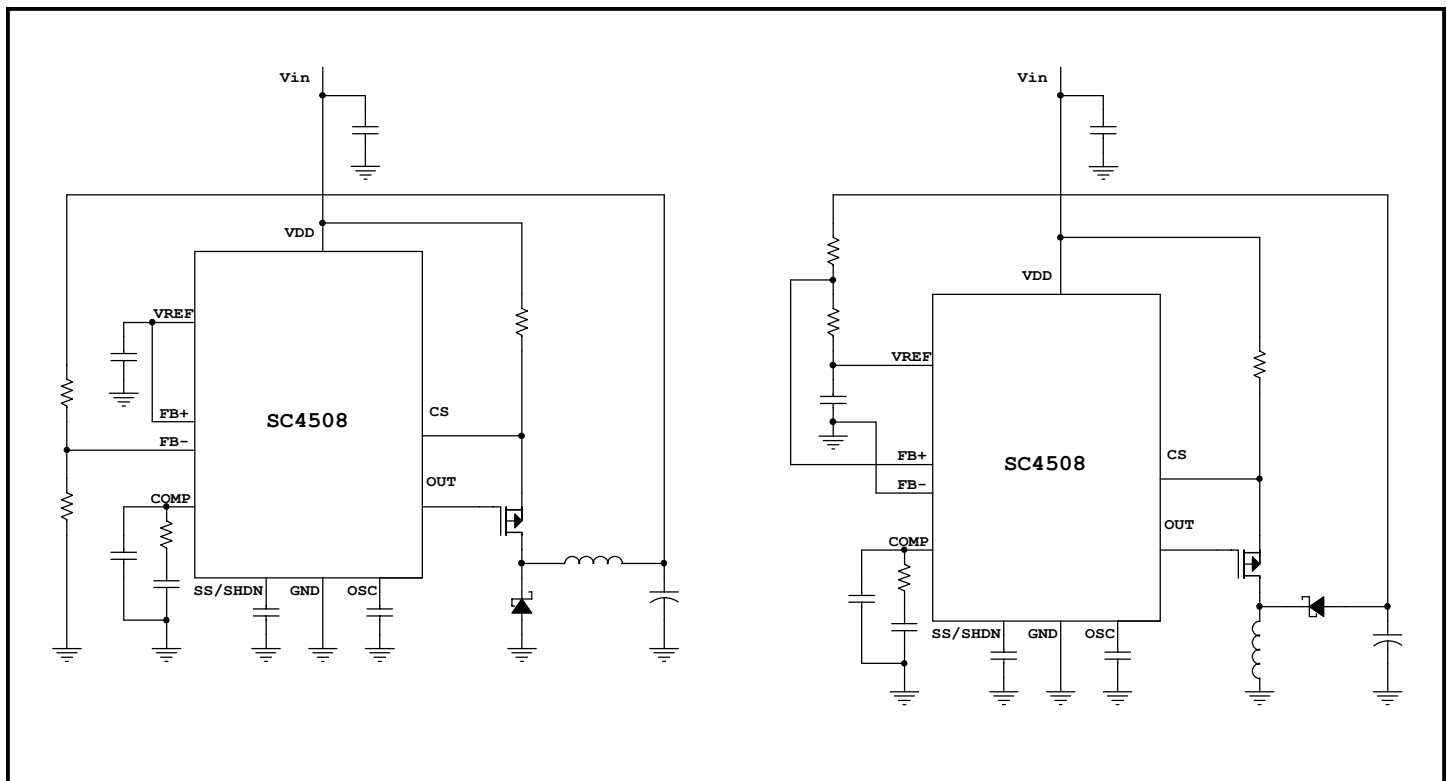 Vin
VDD
VREF
FB+
FB-
SC4508
CS
OUT
COMP
SS/SHDN GND OSC
Vin
VDD
VREF
FB+
FB-
SC4508
CS
OUT
COMP
SS/SHDN GND OSC